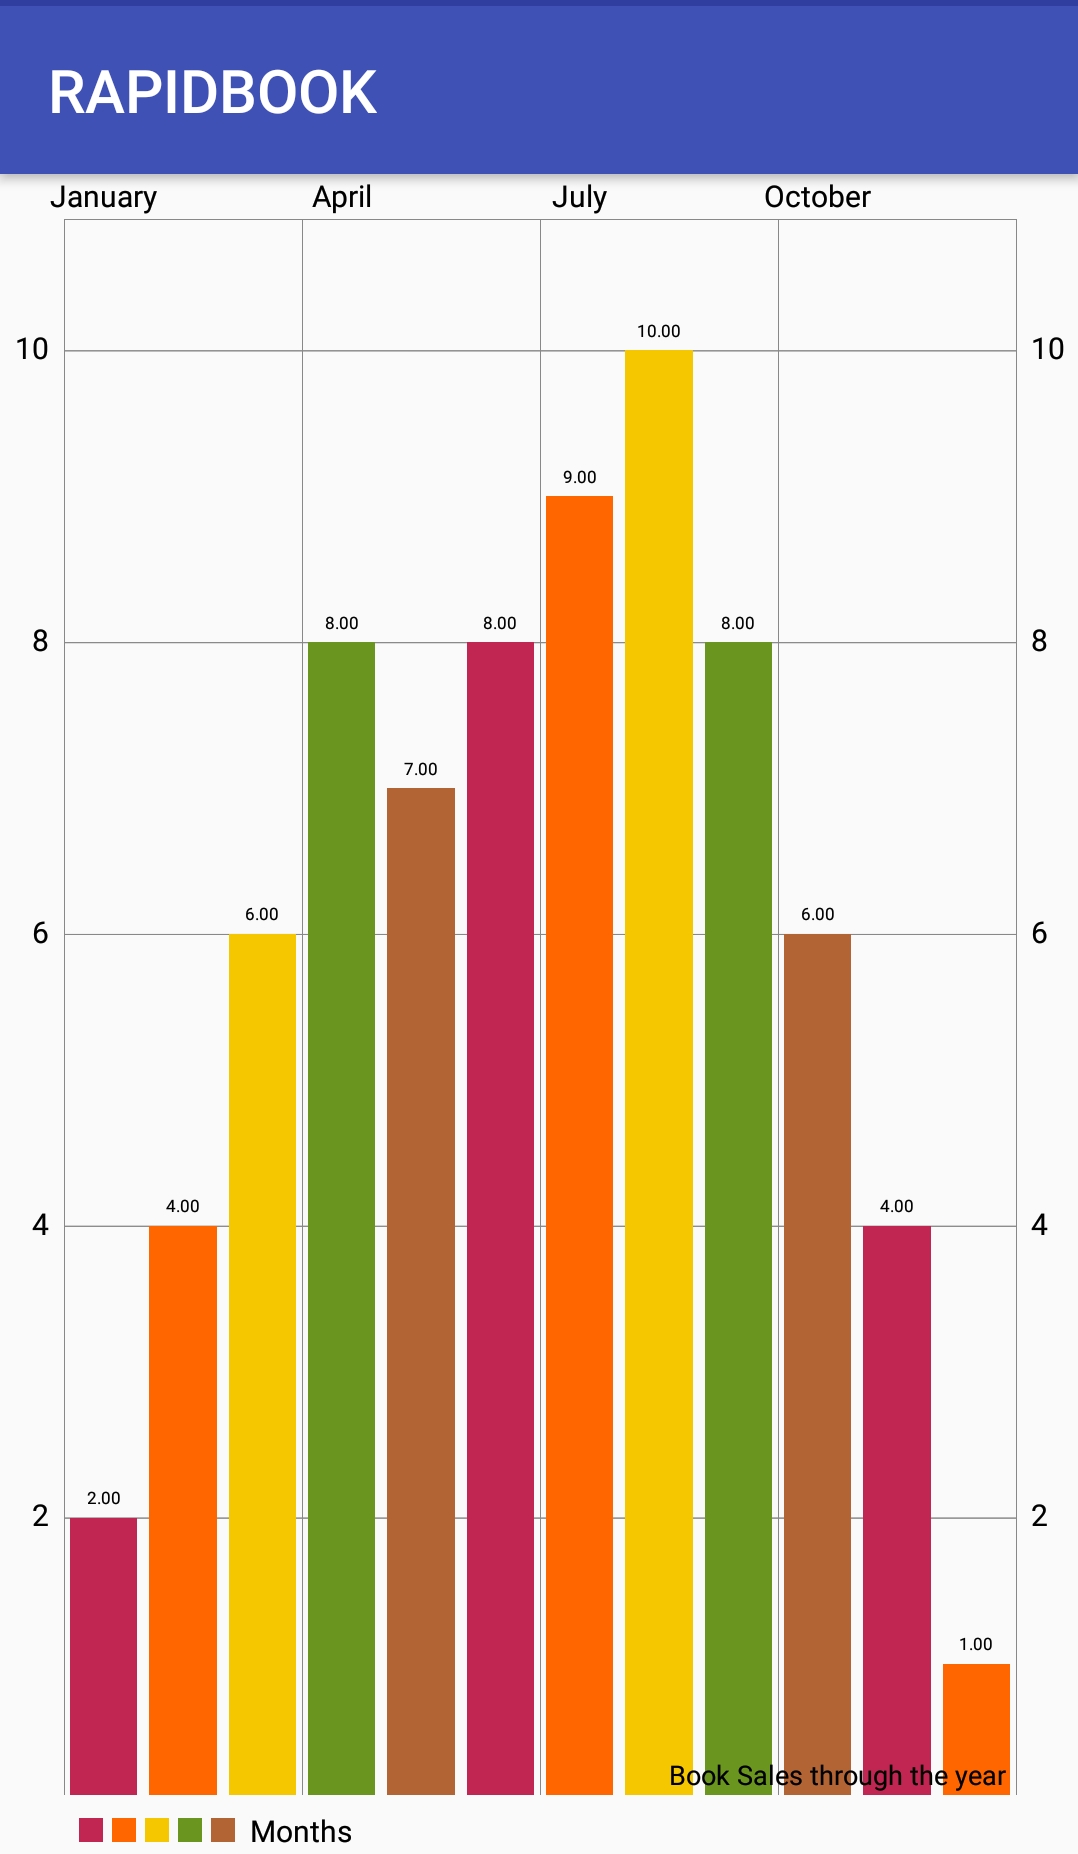 RAPIDBOOK
January April July October
10.00
10 10
9.00
8.00 8.00 8.00
8 8
7.00
6.00 6.00
6 6
4.00 4.00
4 4
2.00
2 2
1.00
Book Sales through the year
Months